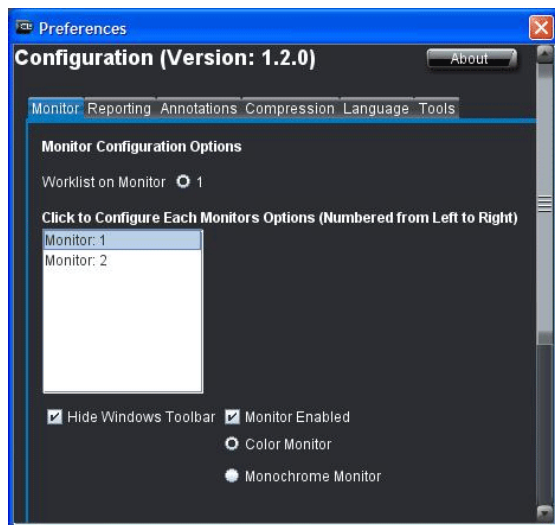 Preferences
Configuration (Version: 1.2.0)
About
Monitor Reporting Annotations Compression Language Tools
Monitor Configuration Options
Worklist on Monitor 1
Click to Configure Each Monitors Options (Numbered from Left to Right)
Monitor: 1
Monitor: 2
Hide Windows Toolbar Monitor Enabled
Color Monitor
Monochrome Monitor